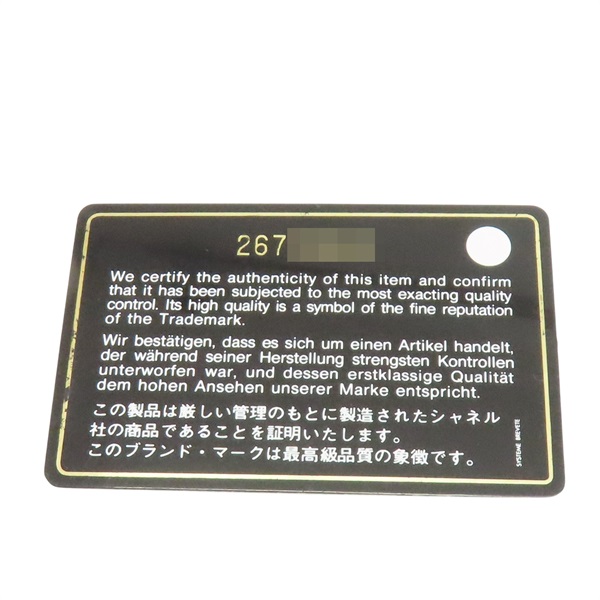 267
We certify the authenticity of this item and confirm
that it has been subjected to the most exacting quality
control. Its high quality is a symbol of the fine reputation
of the Trademark.
Wir bestätigen, dass es sich um einen Artikel handelt,
der während seiner Herstellung strengsten Kontrollen
unterworfen war, und dessen erstklassige Qualität
dem hohen Ansehen unserer Marke entspricht.
この製品は厳しい管理のもとに製造されたシャネル
社の商品であることを証明いたします。
このブランド・マークは最高級品質の象徴です。
SYSTEME BREVETE